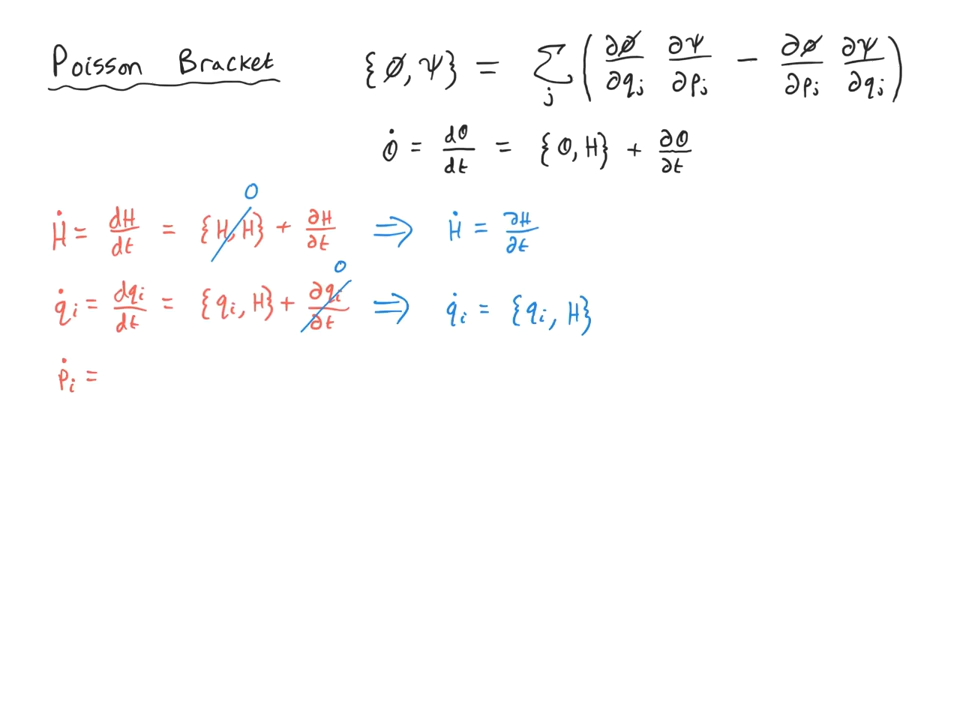 Poisson Bracket {ø, ψ} = Σ_j ( ∂ø/∂q_j ∂ψ/∂p_j − ∂ø/∂p_j ∂ψ/∂q_j )
Ȯ = dO/dt = {O, H} + ∂O/∂t
0
Ḣ = dH/dt = {H, H} + ∂H/∂t ⇒ Ḣ = ∂H/∂t
0
q̇_i = dq_i/dt = {q_i, H} + ∂q_i/∂t ⇒ q̇_i = {q_i, H}
ṗ_i =